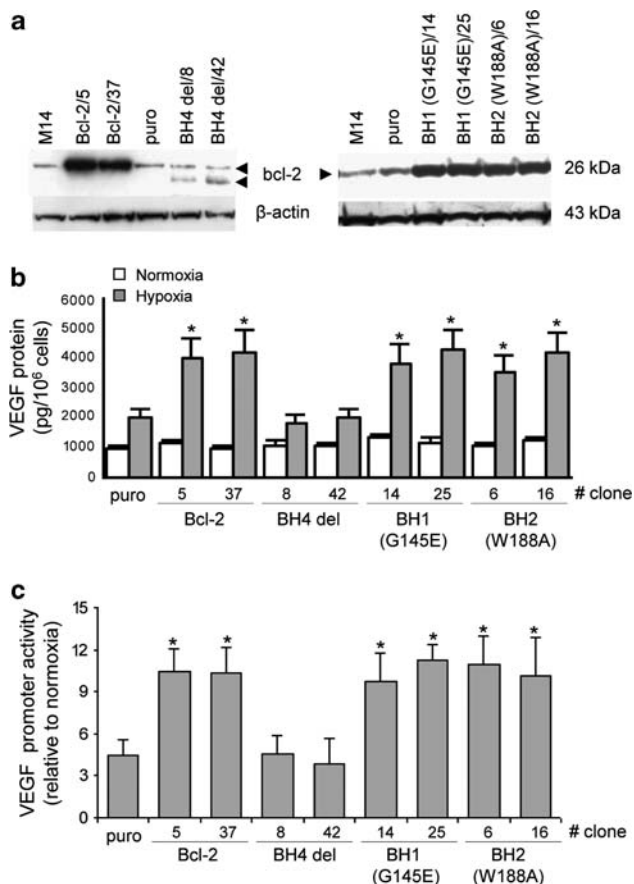 a
M14
Bcl-2/5
Bcl-2/37
puro
BH4 del/8
BH4 del/42
M14
puro
BH1 (G145E)/14
BH1 (G145E)/25
BH2 (W188A)/6
BH2 (W188A)/16
bcl-2
26 kDa
β-actin
43 kDa
b
Normoxia
Hypoxia
VEGF protein
(pg/10⁶ cells)
6000
5000
4000
3000
2000
1000
0
* * * * * *
puro 5 37 8 42 14 25 6 16 # clone
Bcl-2 BH4 del BH1 BH2
(G145E) (W188A)
c
VEGF promoter activity
(relative to normoxia)
15
12
9
6
3
0
* * * * * *
puro 5 37 8 42 14 25 6 16 # clone
Bcl-2 BH4 del BH1 BH2
(G145E) (W188A)